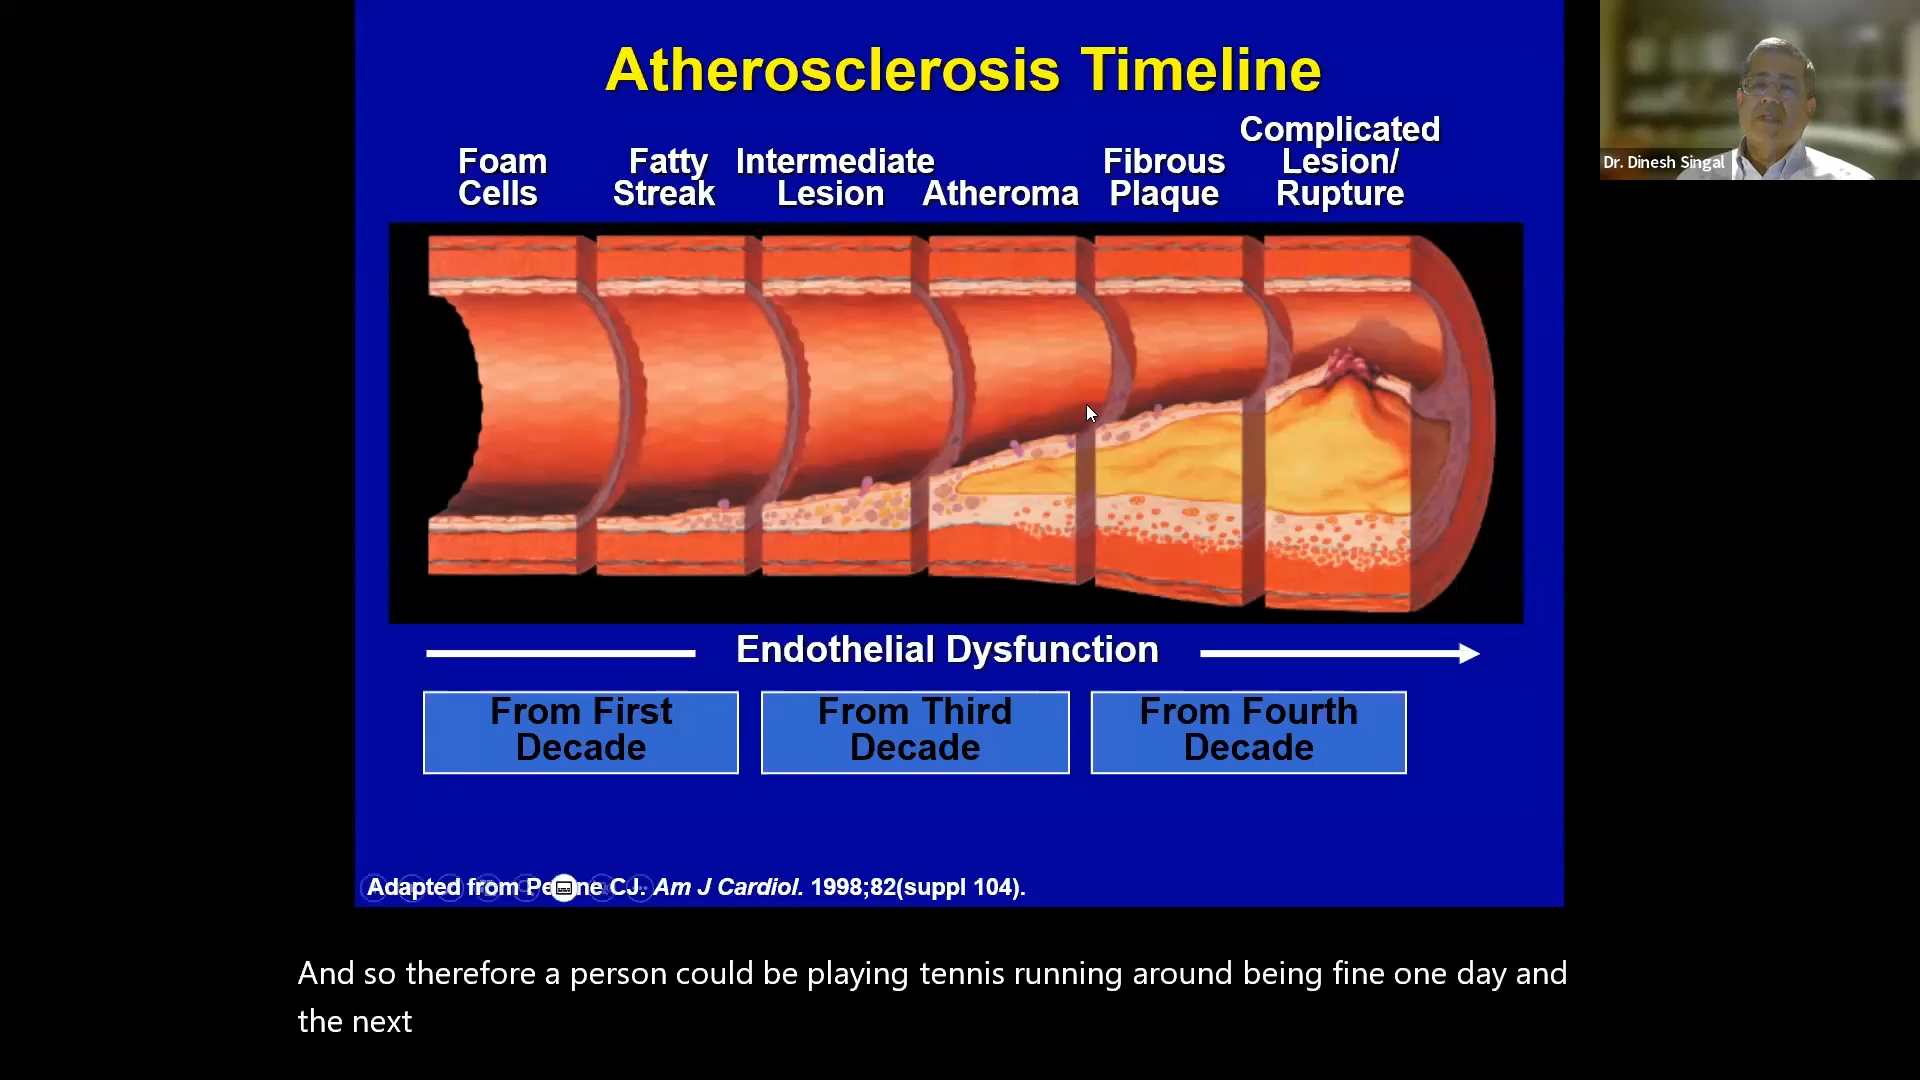 Atherosclerosis Timeline
Foam
Cells
Fatty
Streak
Intermediate
Lesion
Atheroma
Fibrous
Plaque
Complicated
Lesion/
Rupture
Endothelial Dysfunction
From First
Decade
From Third
Decade
From Fourth
Decade
Adapted from CJ. Am J Cardiol. 1998;82(suppl 104).
Dr. Dinesh Singal
And so therefore a person could be playing tennis running around being fine one day and
the next